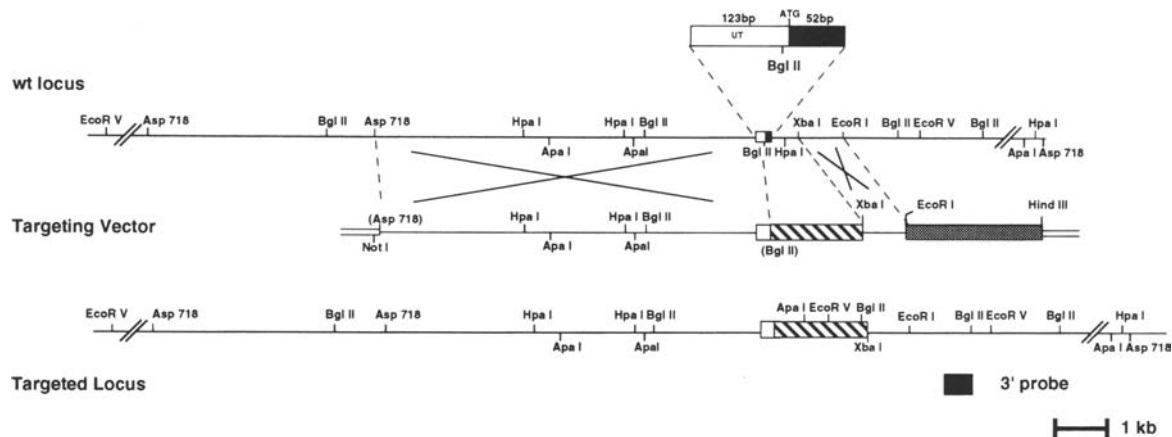 123bp ATG 52bp
UT
Bgl II
wt locus
EcoR V Asp 718 Bgl II Asp 718 Hpa I Hpa I Bgl II Xba I EcoR I Bgl II EcoR V Bgl II Hpa I
Apa I ApaI Bgl II Hpa I Apa I Asp 718
Targeting Vector
(Asp 718) Hpa I Hpa I Bgl II Xba I EcoR I Hind III
Not I Apa I ApaI (Bgl II)
EcoR V Asp 718 Bgl II Asp 718 Hpa I Hpa I Bgl II Apa I EcoR V Bgl II EcoR I Bgl II EcoR V Bgl II Hpa I
Apa I ApaI Xba I Apa I Asp 718
Targeted Locus
3' probe
1 kb